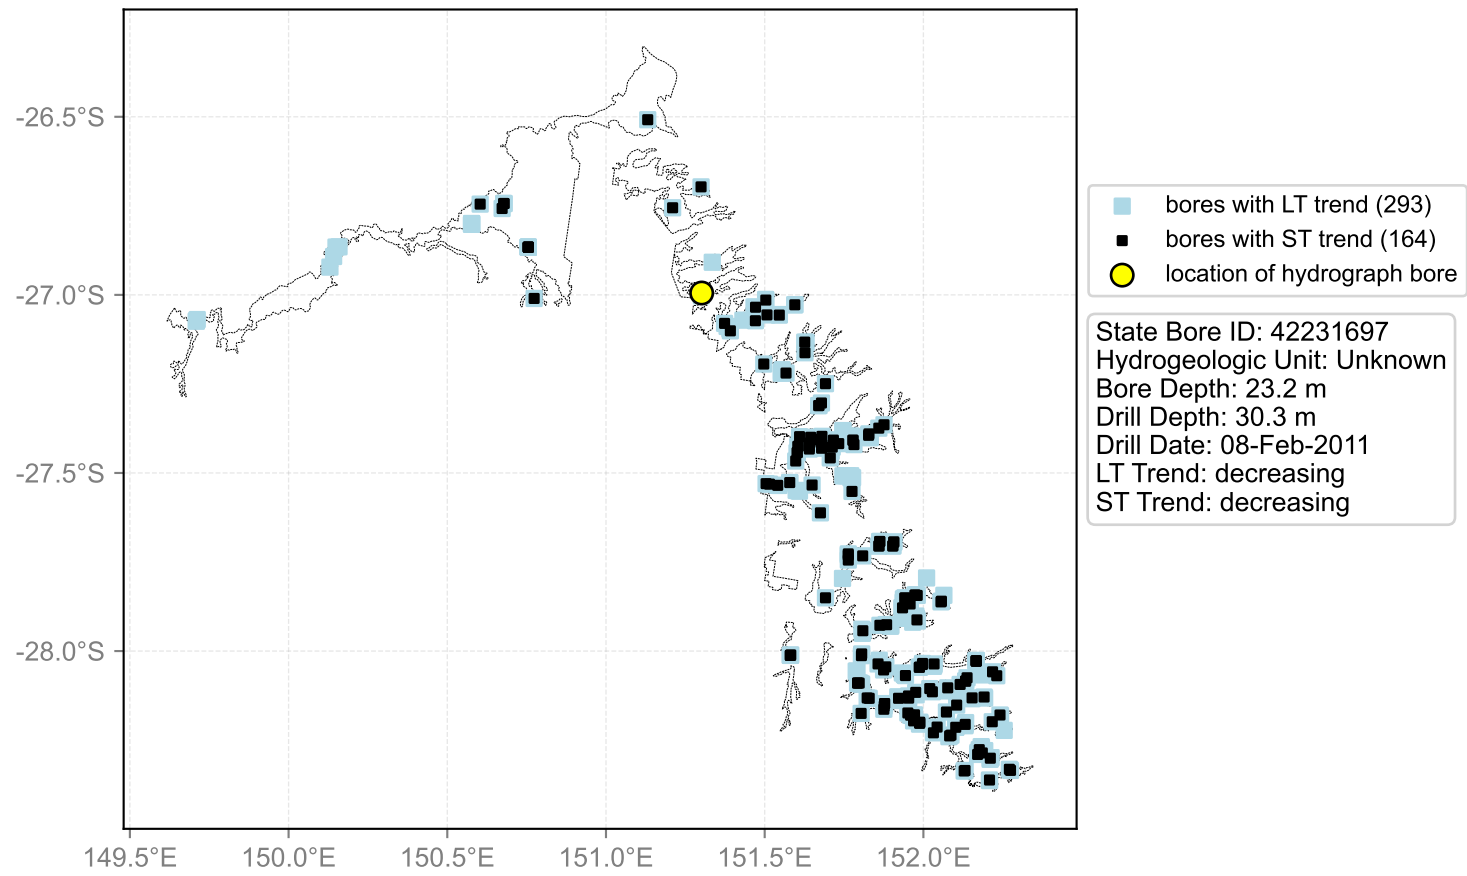 -26.5°S
-27.0°S
-27.5°S
-28.0°S
149.5°E
150.0°E
150.5°E
151.0°E
151.5°E
152.0°E
bores with LT trend (293)
bores with ST trend (164)
location of hydrograph bore
State Bore ID: 42231697
Hydrogeologic Unit: Unknown
Bore Depth: 23.2 m
Drill Depth: 30.3 m
Drill Date: 08-Feb-2011
LT Trend: decreasing
ST Trend: decreasing